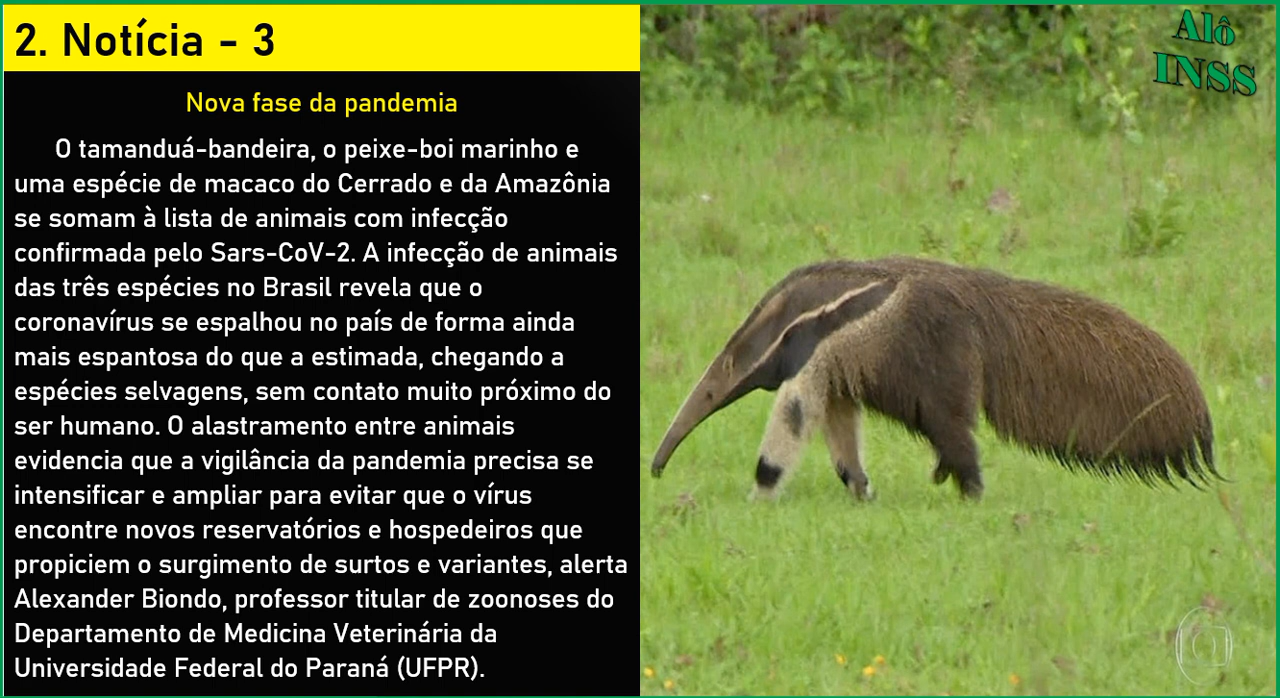 2. Notícia - 3
Nova fase da pandemia
O tamanduá-bandeira, o peixe-boi marinho e
uma espécie de macaco do Cerrado e da Amazônia
se somam à lista de animais com infecção
confirmada pelo Sars-CoV-2. A infecção de animais
das três espécies no Brasil revela que o
coronavírus se espalhou no país de forma ainda
mais espantosa do que a estimada, chegando a
espécies selvagens, sem contato muito próximo do
ser humano. O alastramento entre animais
evidencia que a vigilância da pandemia precisa se
intensificar e ampliar para evitar que o vírus
encontre novos reservatórios e hospedeiros que
propiciem o surgimento de surtos e variantes, alerta
Alexander Biondo, professor titular de zoonoses do
Departamento de Medicina Veterinária da
Universidade Federal do Paraná (UFPR).
Alô
INSS